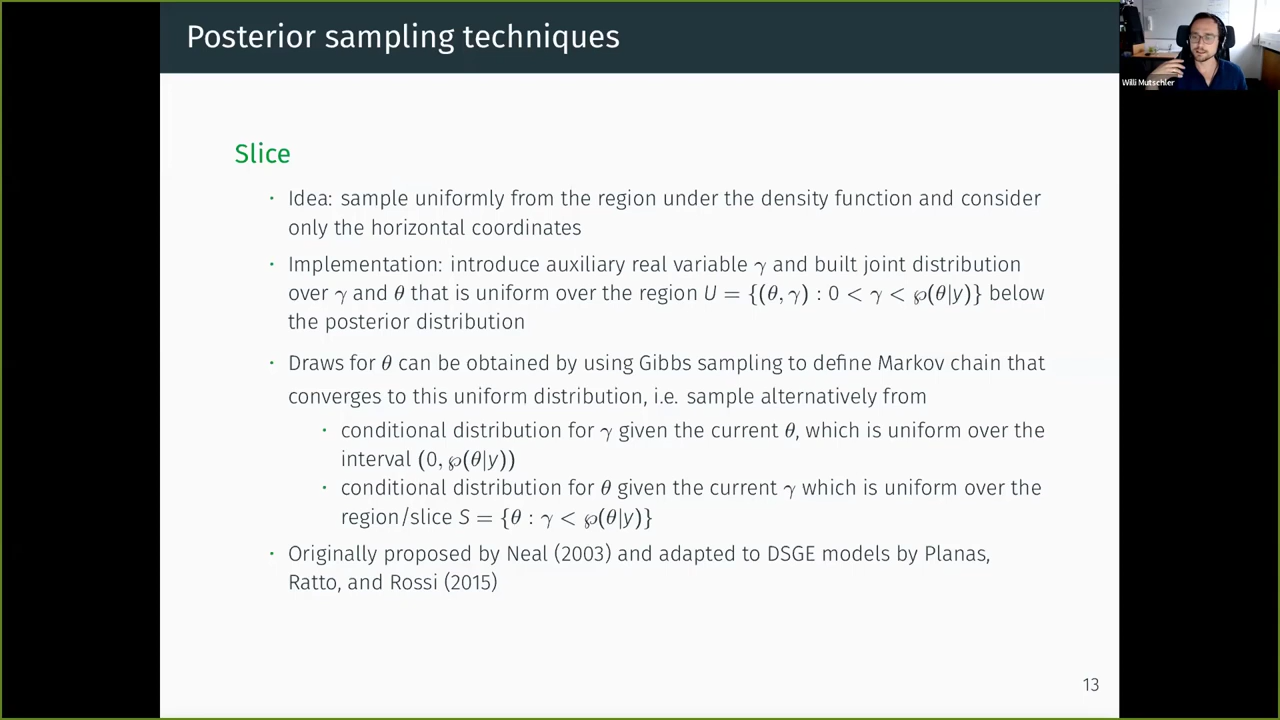 Posterior sampling techniques
Willi Mutschler
Slice
· Idea: sample uniformly from the region under the density function and consider
only the horizontal coordinates
· Implementation: introduce auxiliary real variable γ and built joint distribution
over γ and θ that is uniform over the region U = {(θ, γ) : 0 < γ < ℘(θ|y)} below
the posterior distribution
· Draws for θ can be obtained by using Gibbs sampling to define Markov chain that
converges to this uniform distribution, i.e. sample alternatively from
· conditional distribution for γ given the current θ, which is uniform over the
interval (0, ℘(θ|y))
· conditional distribution for θ given the current γ which is uniform over the
region/slice S = {θ : γ < ℘(θ|y)}
· Originally proposed by Neal (2003) and adapted to DSGE models by Planas,
Ratto, and Rossi (2015)
13